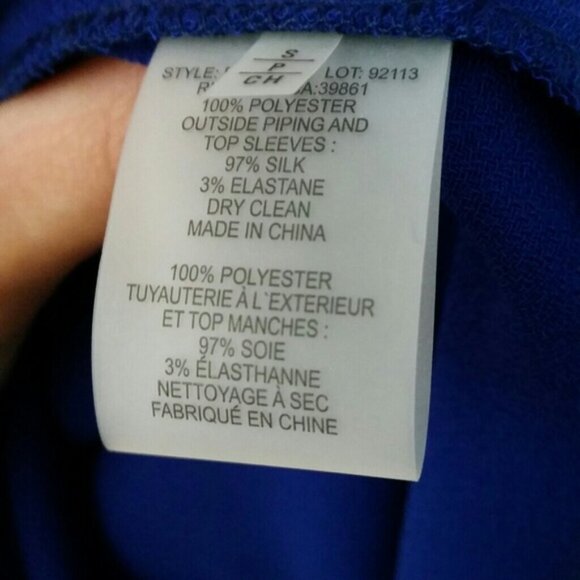 S
P
CH
STYLE: LOT: 92113
:39861
100% POLYESTER
OUTSIDE PIPING AND
TOP SLEEVES :
97% SILK
3% ELASTANE
DRY CLEAN
MADE IN CHINA
100% POLYESTER
TUYAUTERIE À L`EXTERIEUR
ET TOP MANCHES :
97% SOIE
3% ÉLASTHANNE
NETTOYAGE À SEC
FABRIQUÉ EN CHINE